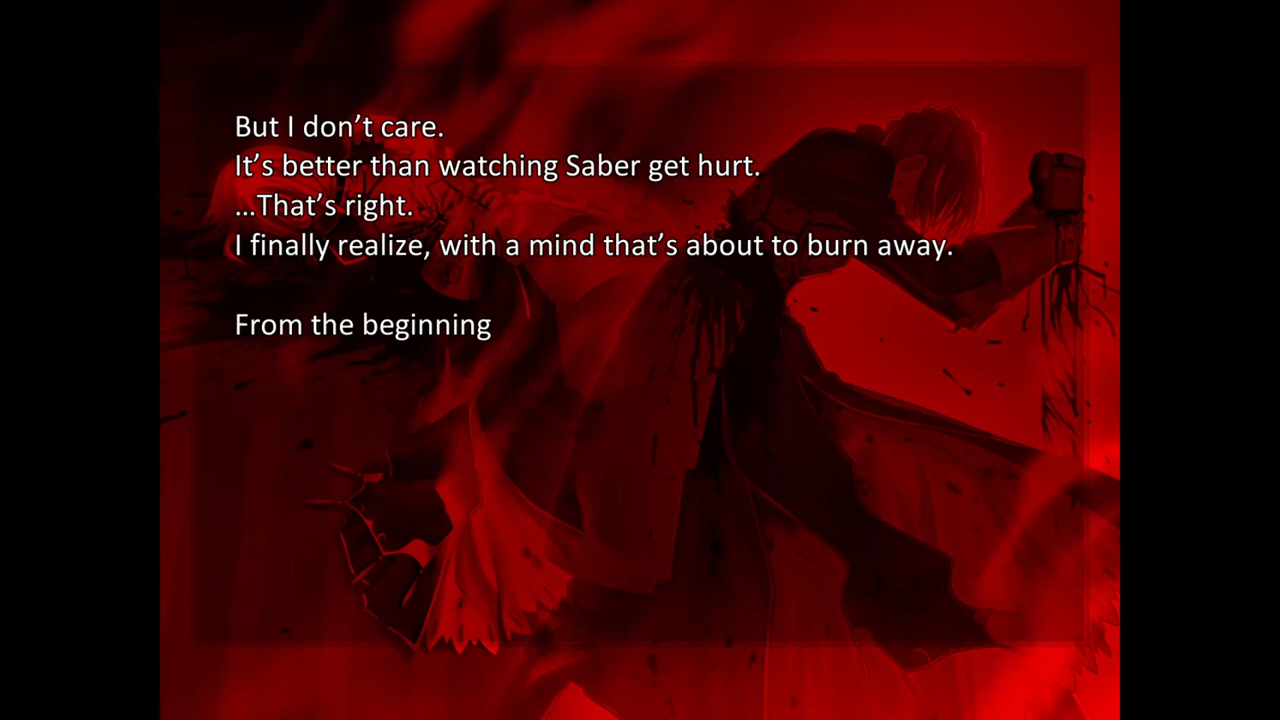 But I don’t care.
It’s better than watching Saber get hurt.
…That’s right.
I finally realize, with a mind that’s about to burn away.
From the beginning